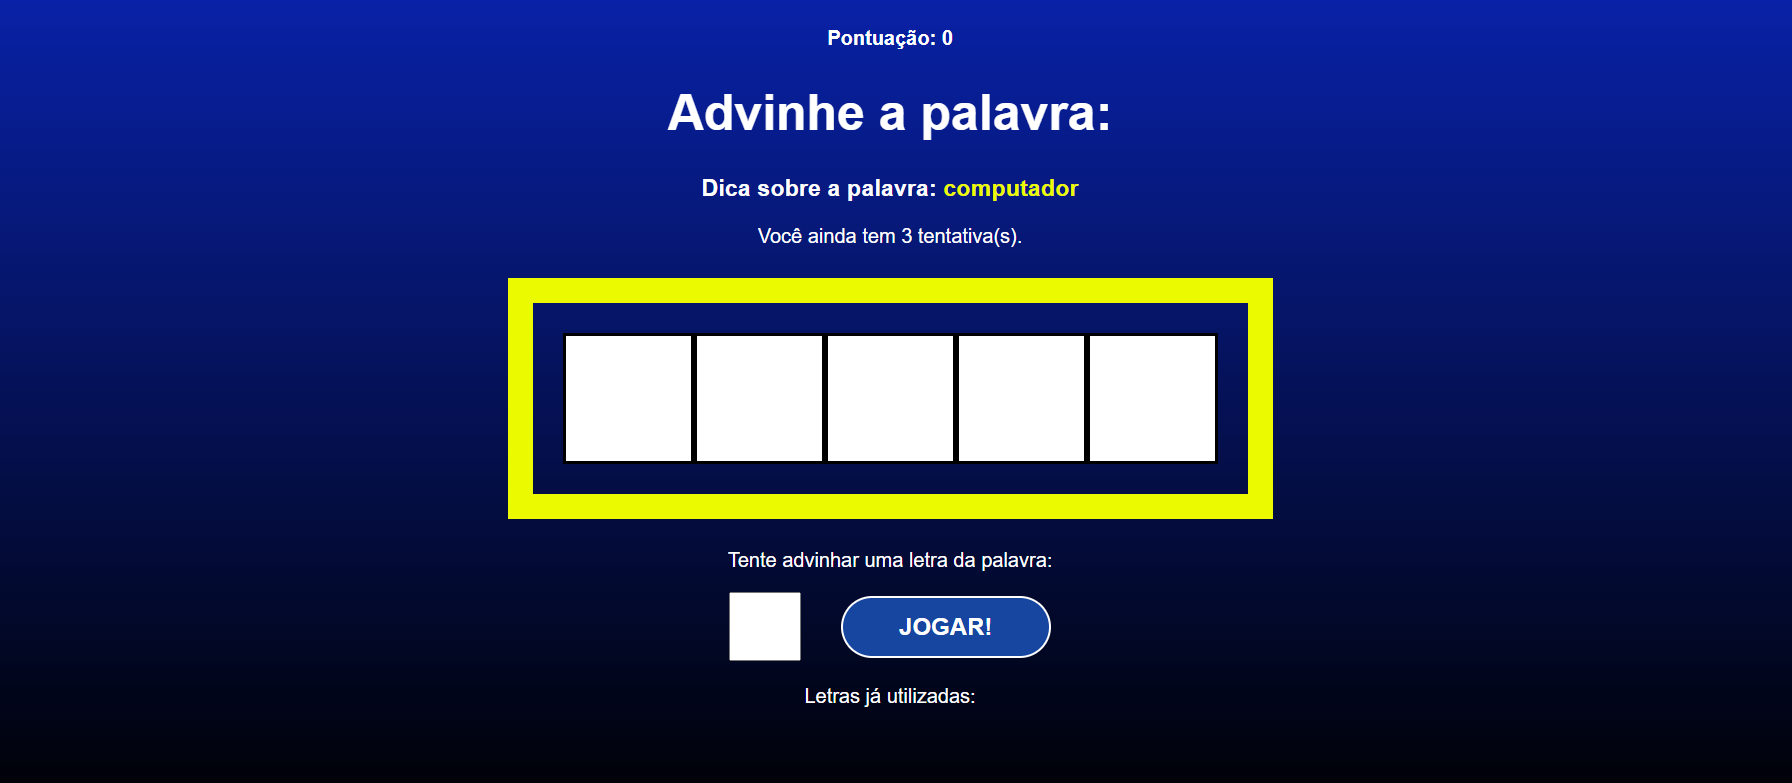 Pontuação: 0
Advinhe a palavra:
Dica sobre a palavra: computador
Você ainda tem 3 tentativa(s).
Tente advinhar uma letra da palavra:
JOGAR!
Letras já utilizadas: